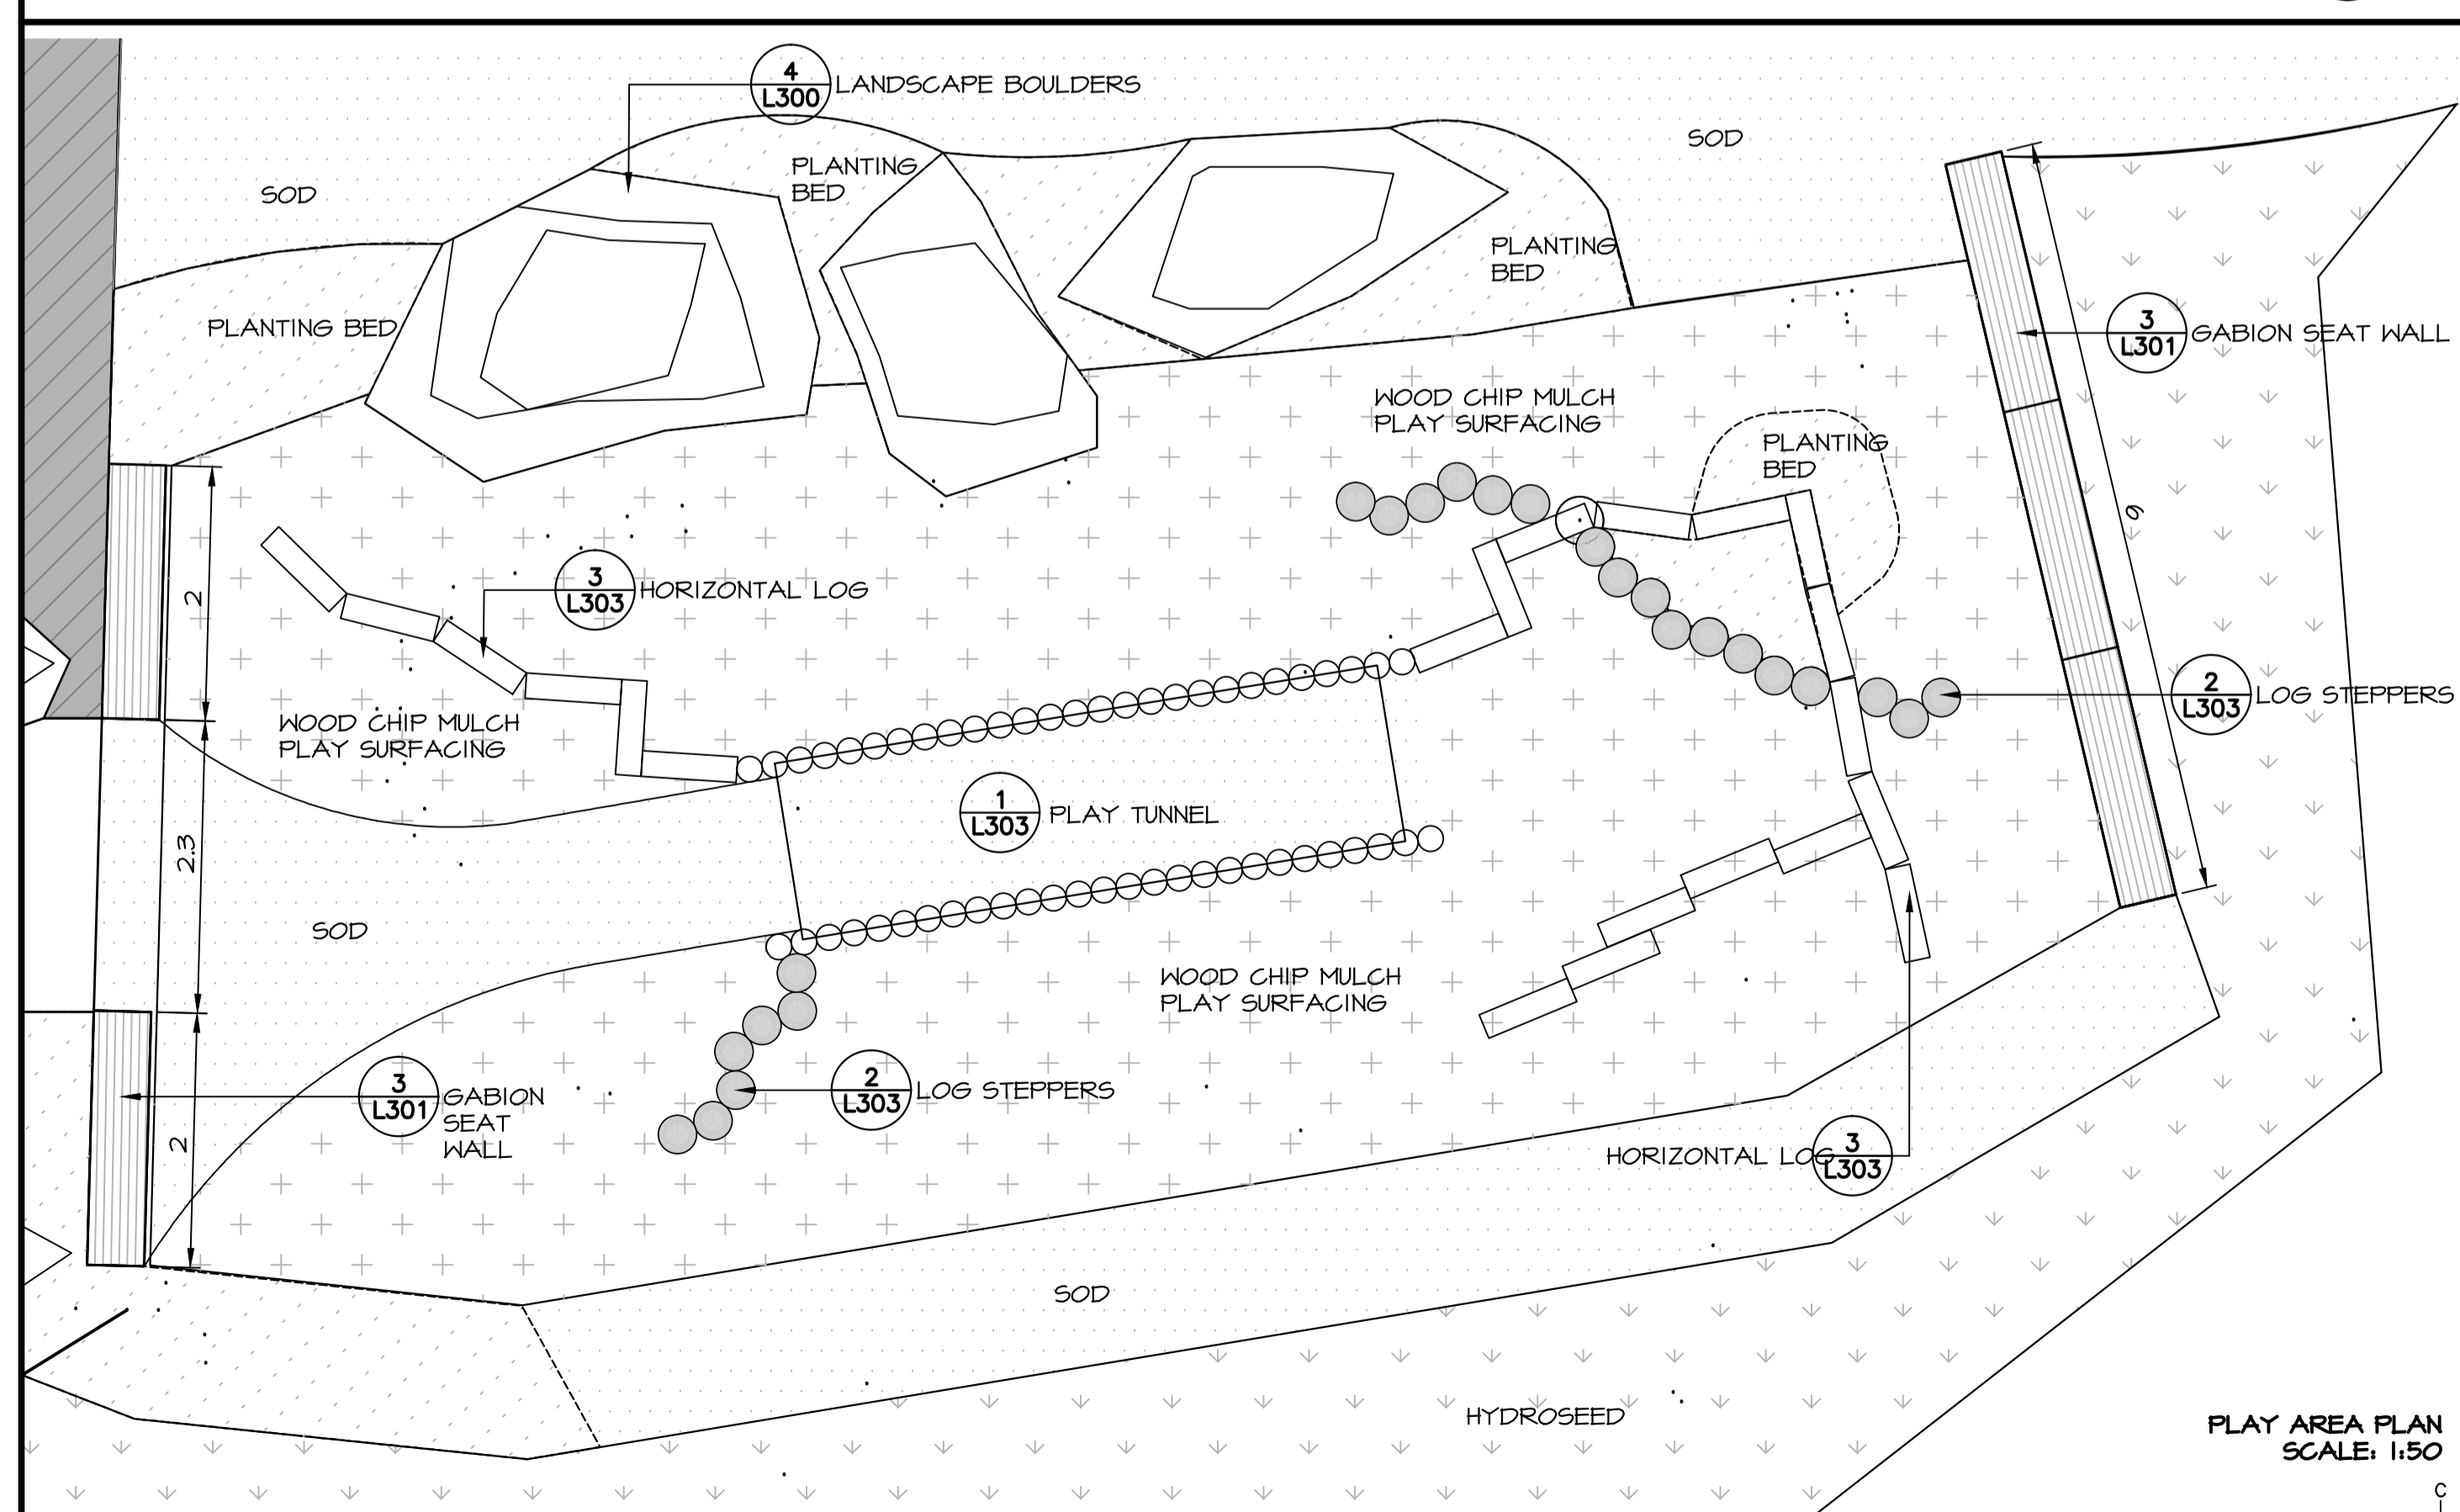 4
L300
LANDSCAPE BOULDERS
SOD
PLANTING
BED
SOD
PLANTING
BED
PLANTING BED
3
L301
GABION SEAT WALL
WOOD CHIP MULCH
PLAY SURFACING
PLANTING
BED
6
2
3
L303
HORIZONTAL LOG
2
L303
LOG STEPPERS
WOOD CHIP MULCH
PLAY SURFACING
1
L303
PLAY TUNNEL
2.3
SOD
WOOD CHIP MULCH
PLAY SURFACING
3
L301
GABION
SEAT
WALL
2
L303
LOG STEPPERS
2
HORIZONTAL LOG
3
L303
SOD
HYDROSEED
PLAY AREA PLAN
SCALE: 1:50
C